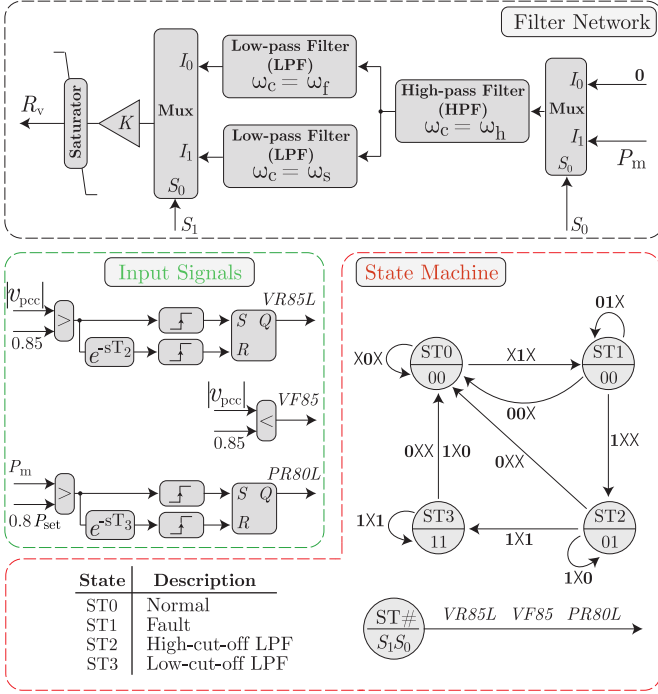 Filter Network
Low-pass Filter
(LPF)
ω_c = ω_f
High-pass Filter
(HPF)
ω_c = ω_h
Low-pass Filter
(LPF)
ω_c = ω_s
I_0
Mux
I_1
S_0
S_1
I_0
Mux
I_1
S_0
S_0
0
P_m
R_v
Saturator
K
Input Signals
|v_pcc|
0.85
>
e^-sT_2
S Q
R
VR85L
|v_pcc|
0.85
<
VF85
P_m
0.8 P_set
>
e^-sT_3
S Q
R
PR80L
State Machine
X0X
ST0
00
X1X
01X
ST1
00
00X
0XX
1X0
0XX
1XX
1X1
ST3
11
1X1
ST2
01
1X0
State Description
ST0 Normal
ST1 Fault
ST2 High-cut-off LPF
ST3 Low-cut-off LPF
ST#
S_1S_0
VR85L VF85 PR80L